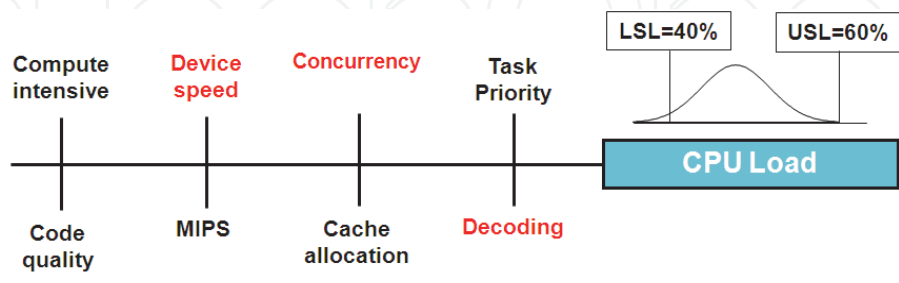 LSL=40%
USL=60%
Compute
intensive
Device
speed
Concurrency
Task
Priority
CPU Load
Code
quality
MIPS
Cache
allocation
Decoding